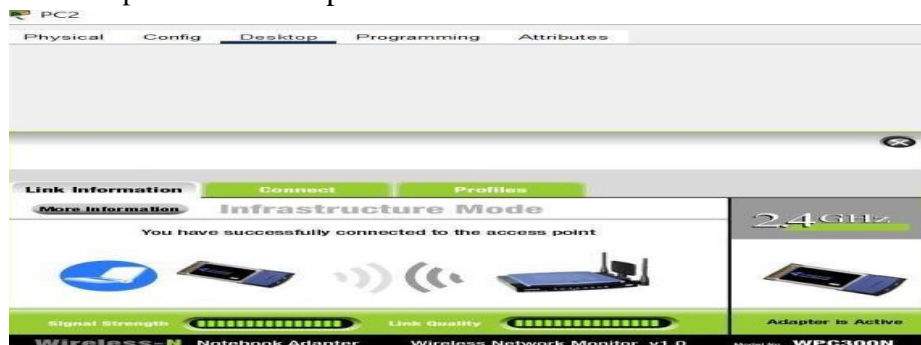 PC2
Physical Config Desktop Programming Attributes
Link Information Connect Profiles
More Information Infrastructure Mode
2.4GHz
You have successfully connected to the access point
Signal Strength Link Quality Adapter is Active
Wireless-N Notebook Adapter Wireless Network Monitor v1.0 Model No. WPC300N